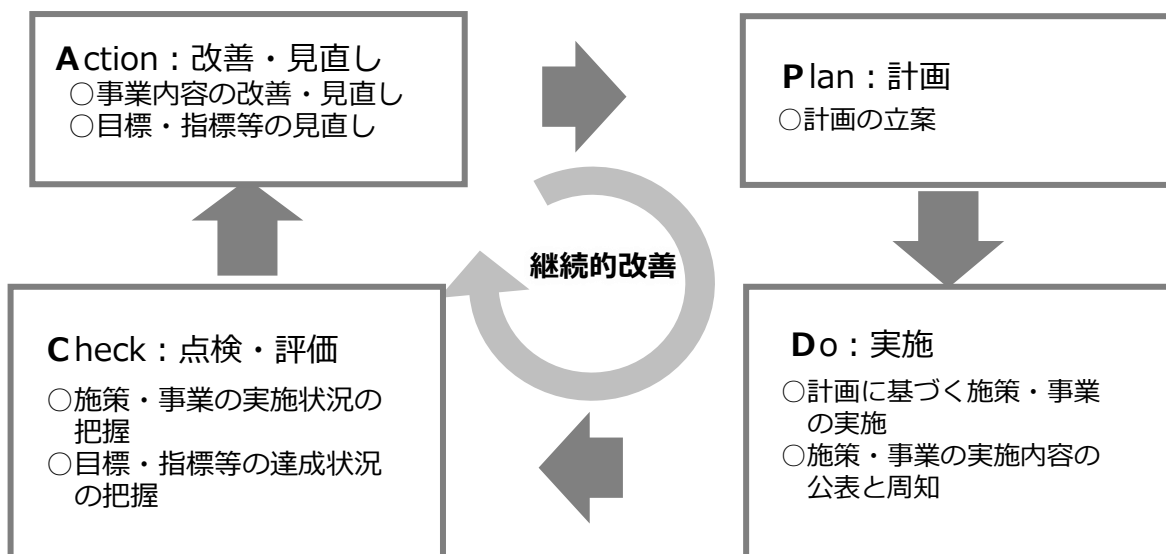 Action：改善・見直し
○事業内容の改善・見直し
○目標・指標等の見直し
Plan：計画
○計画の立案
継続的改善
Check：点検・評価
○施策・事業の実施状況の
把握
○目標・指標等の達成状況
の把握
Do：実施
○計画に基づく施策・事業
の実施
○施策・事業の実施内容の
公表と周知